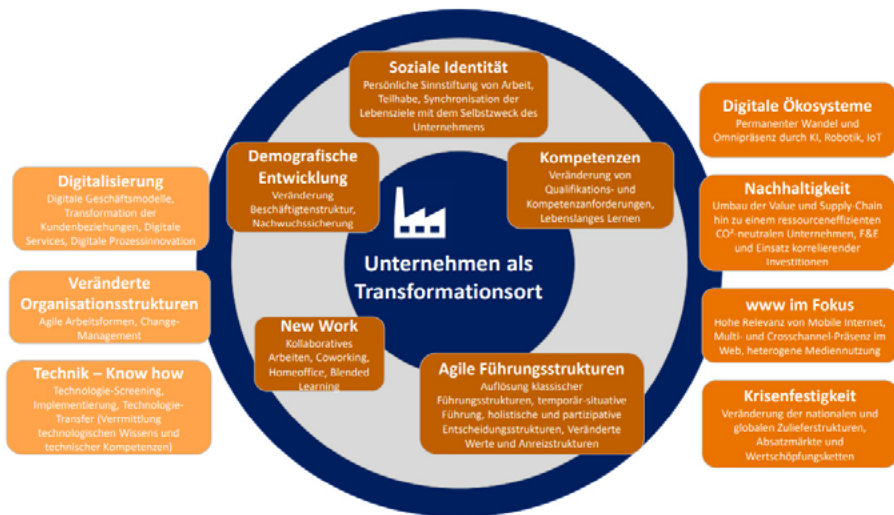 Soziale Identität
Persönliche Sinnstiftung von Arbeit,
Teilhabe, Synchronisation der
Lebensziele mit dem Selbstzweck des
Unternehmens
Demografische
Entwicklung
Veränderung
Beschäftigtenstruktur,
Nachwuchssicherung
Kompetenzen
Veränderung von
Qualifikations- und
Kompetenzanforderungen,
Lebenslanges Lernen
Unternehmen als
Transformationsort
New Work
Kollaboratives
Arbeiten, Coworking,
Homeoffice, Blended
Learning
Agile Führungsstrukturen
Auflösung klassischer
Führungsstrukturen, temporär-situative
Führung, holistische und partizipative
Entscheidungsstrukturen, Veränderte
Werte und Anreizstrukturen
Digitalisierung
Digitale Geschäftsmodelle,
Transformation der
Kundenbeziehungen, Digitale
Services, Digitale Prozessinnovation
Veränderte
Organisationsstrukturen
Agile Arbeitsformen, Change-
Management
Technik – Know how
Technologie-Screening,
Implementierung, Technologie-
Transfer (Verrmittlung
technologischen Wissens und
technischer Kompetenzen)
Digitale Ökosysteme
Permanenter Wandel und
Omnipräsenz durch KI, Robotik, IoT
Nachhaltigkeit
Umbau der Value und Supply-Chain
hin zu einem ressourceneffizienten
CO²-neutralen Unternehmen, F&E
und Einsatz korrelierender
Investitionen
www im Fokus
Hohe Relevanz von Mobile Internet,
Multi- und Crosschannel-Präsenz im
Web, heterogene Mediennutzung
Krisenfestigkeit
Veränderung der nationalen und
globalen Zulieferstrukturen,
Absatzmärkte und
Wertschöpfungsketten